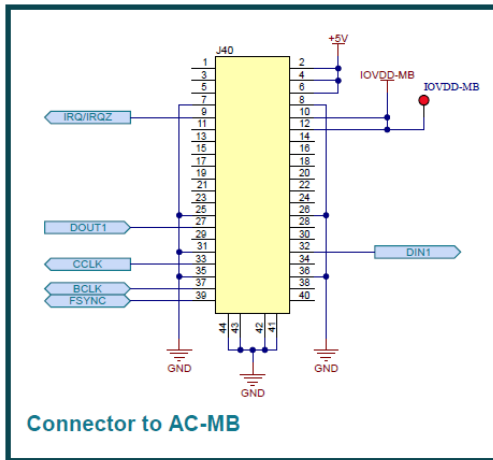 J40
+5V
1 2
3 4
5 6
7 8
9 10
11 12
13 14
15 16
17 18
19 20
21 22
23 24
25 26
27 28
29 30
31 32
33 34
35 36
37 38
39 40
IOVDD-MB
IOVDD-MB
IRQ/IRQZ
DOUT1
CCLK
BCLK
FSYNC
DIN1
44 43 42 41
GND
GND
GND
Connector to AC-MB